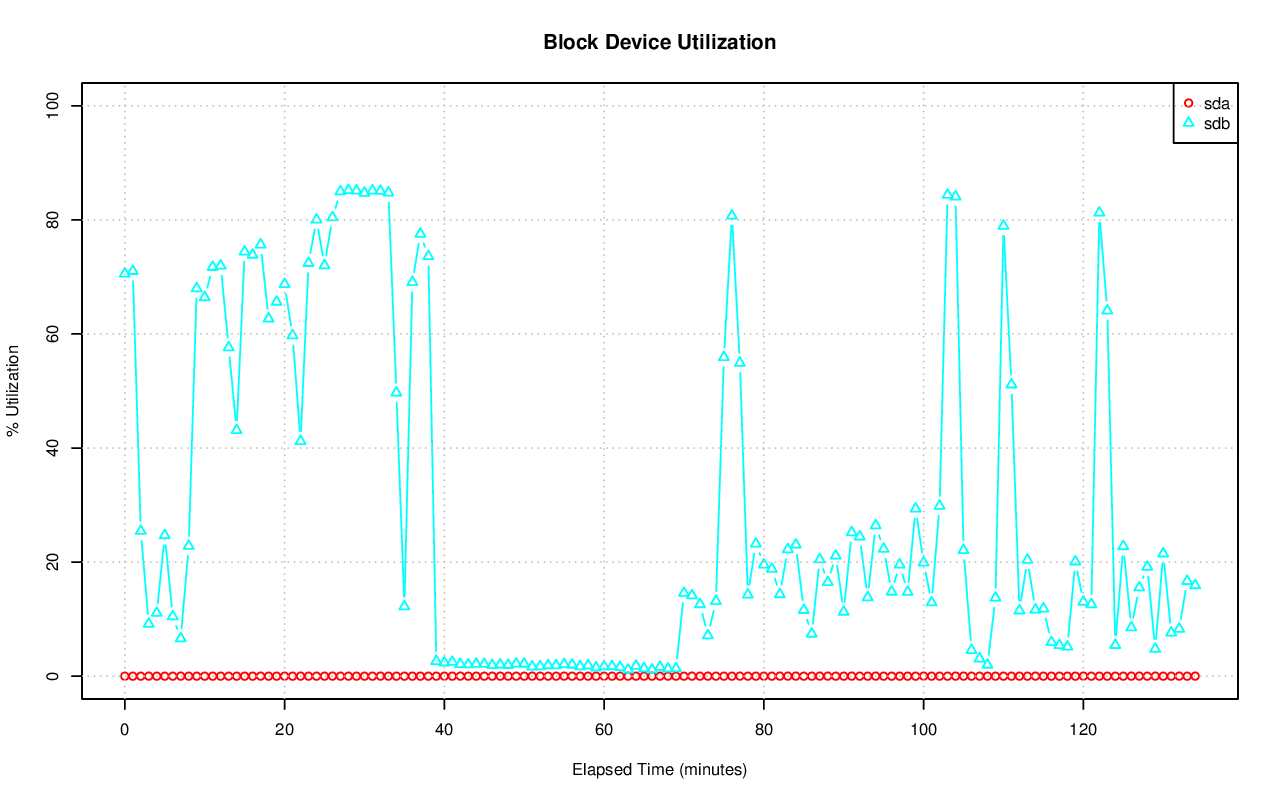 Block Device Utilization
sda
sdb
% Utilization
100
80
60
40
20
0
0 20 40 60 80 100 120
Elapsed Time (minutes)